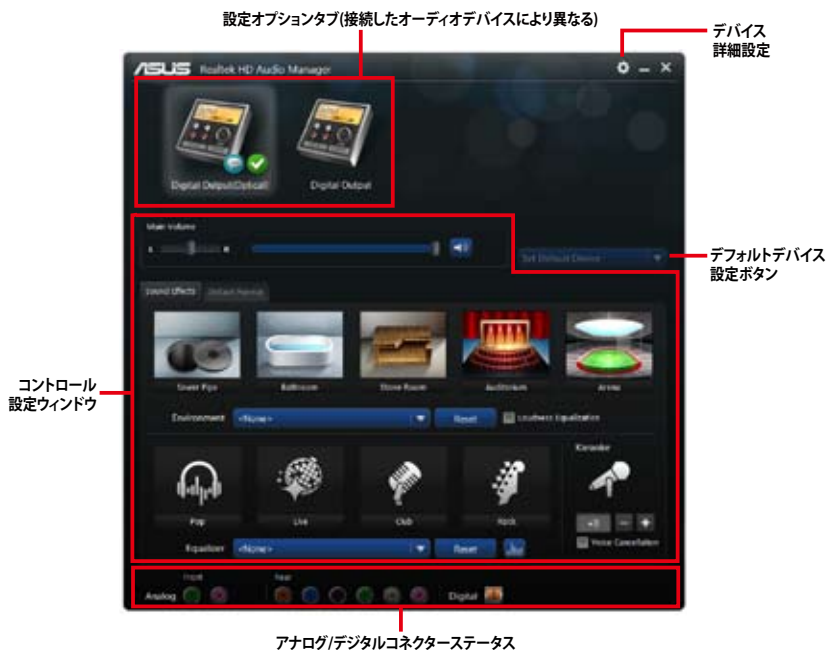 設定オプションタブ(接続したオーディオデバイスにより異なる)
デバイス
詳細設定
ASUS Realtek HD Audio Manager
Digital Output(Optical)
Digital Output
Main Volume
L
R
Set Default Device
デフォルトデバイス
設定ボタン
Sound Effects
Default Format
コントロール
設定ウィンドウ
Sewer Pipe
Bathroom
Stone Room
Auditorium
Arena
Environment
<None>
Reset
Loudness Equalization
Karaoke
Pop
Live
Club
Rock
Equalizer
<None>
Reset
Voice Cancellation
Front
Rear
Analog
Digital
アナログ/デジタルコネクターステータス